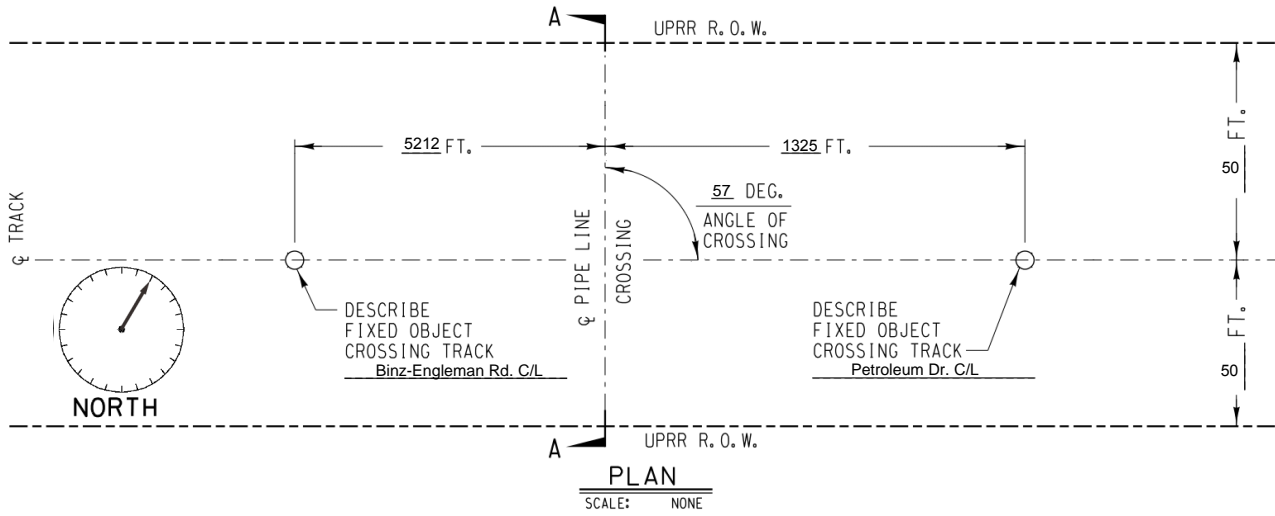 A
UPRR R.O.W.
5212 FT.
1325 FT.
50 FT.
57 DEG.
ANGLE OF
CROSSING
℄ TRACK
℄ PIPE LINE
CROSSING
DESCRIBE
FIXED OBJECT
CROSSING TRACK
Binz-Engleman Rd. C/L
DESCRIBE
FIXED OBJECT
CROSSING TRACK
Petroleum Dr. C/L
50 FT.
NORTH
A
UPRR R.O.W.
PLAN
SCALE: NONE